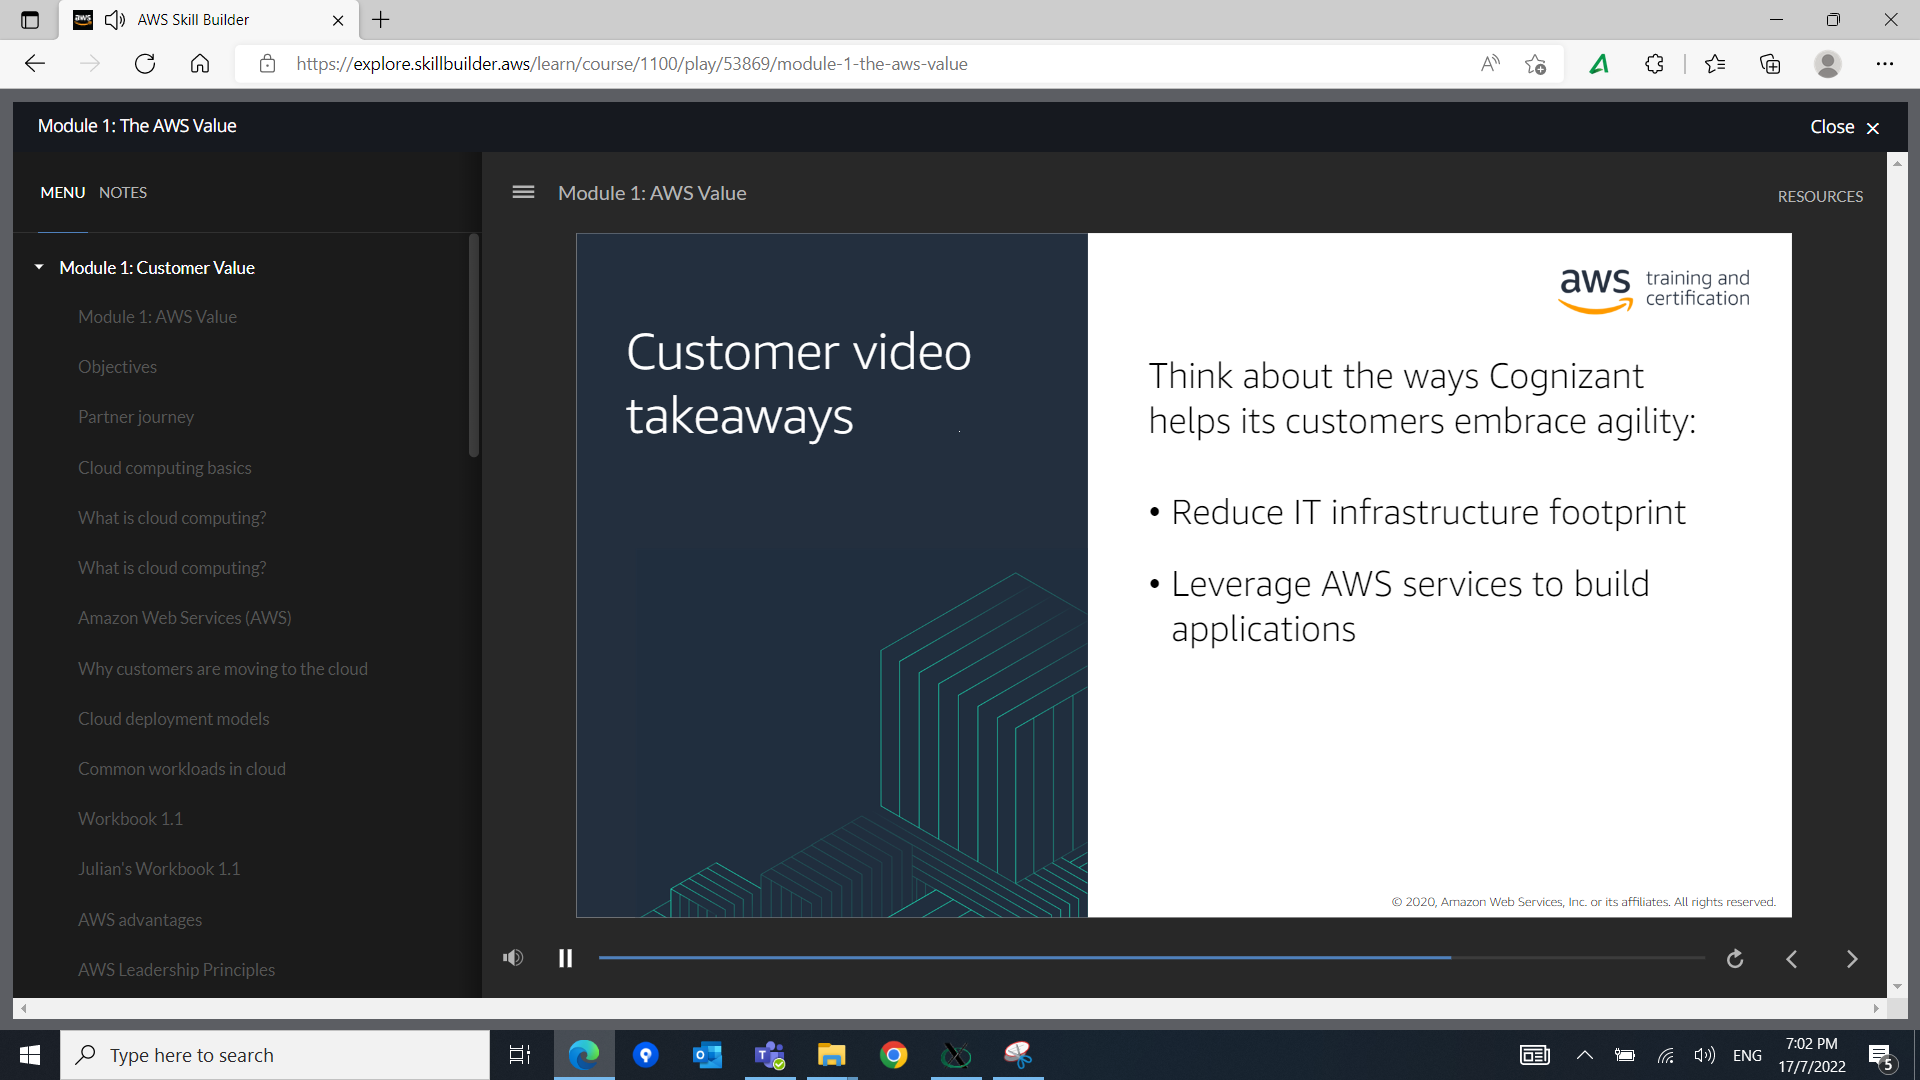 AWS Skill Builder
https://explore.skillbuilder.aws/learn/course/1100/play/53869/module-1-the-aws-value
Module 1: The AWS Value
Close
MENU NOTES
Module 1: AWS Value
RESOURCES
Module 1: Customer Value
Module 1: AWS Value
Objectives
Partner journey
Cloud computing basics
What is cloud computing?
What is cloud computing?
Amazon Web Services (AWS)
Why customers are moving to the cloud
Cloud deployment models
Common workloads in cloud
Workbook 1.1
Julian's Workbook 1.1
AWS advantages
AWS Leadership Principles
Customer video
takeaways
aws training and
certification
Think about the ways Cognizant
helps its customers embrace agility:
• Reduce IT infrastructure footprint
• Leverage AWS services to build
applications
© 2020, Amazon Web Services, Inc. or its affiliates. All rights reserved.
Type here to search
ENG
7:02 PM
17/7/2022
5